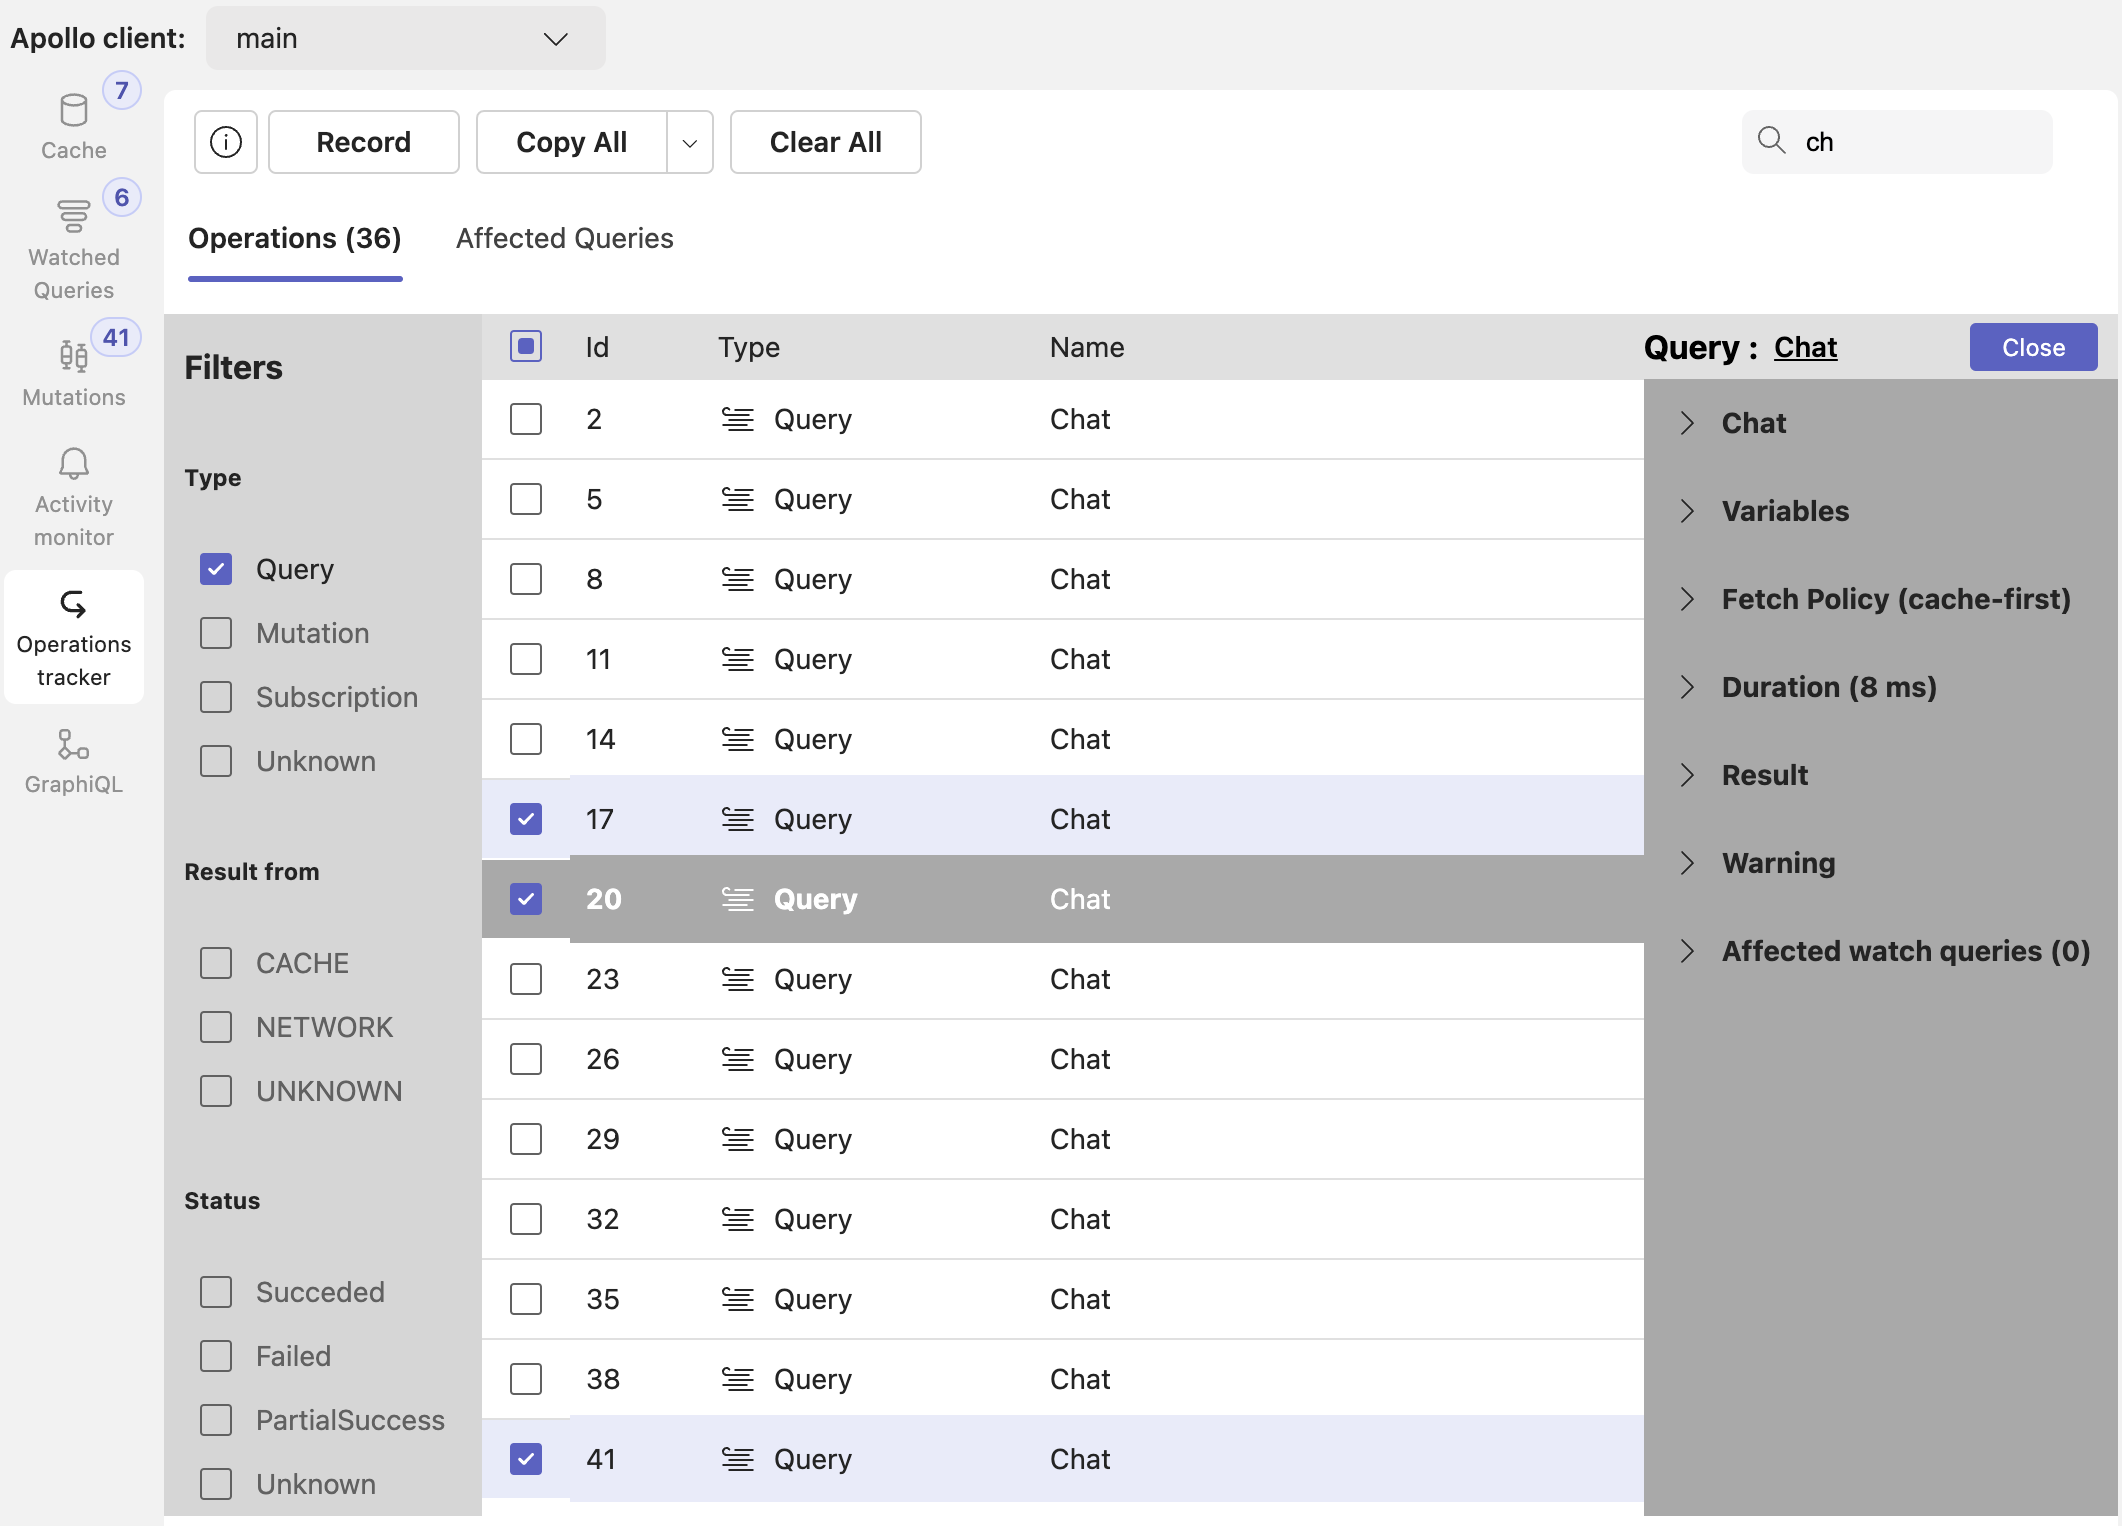 Apollo client: main
7
Cache
6
Watched
Queries
41
Mutations
Activity
monitor
Operations
tracker
GraphiQL
Record Copy All Clear All ch
Operations (36) Affected Queries
Filters
Type
Query
Mutation
Subscription
Unknown
Result from
CACHE
NETWORK
UNKNOWN
Status
Succeded
Failed
PartialSuccess
Unknown
Id Type Name
2 Query Chat
5 Query Chat
8 Query Chat
11 Query Chat
14 Query Chat
17 Query Chat
20 Query Chat
23 Query Chat
26 Query Chat
29 Query Chat
32 Query Chat
35 Query Chat
38 Query Chat
41 Query Chat
Query : Chat Close
Chat
Variables
Fetch Policy (cache-first)
Duration (8 ms)
Result
Warning
Affected watch queries (0)